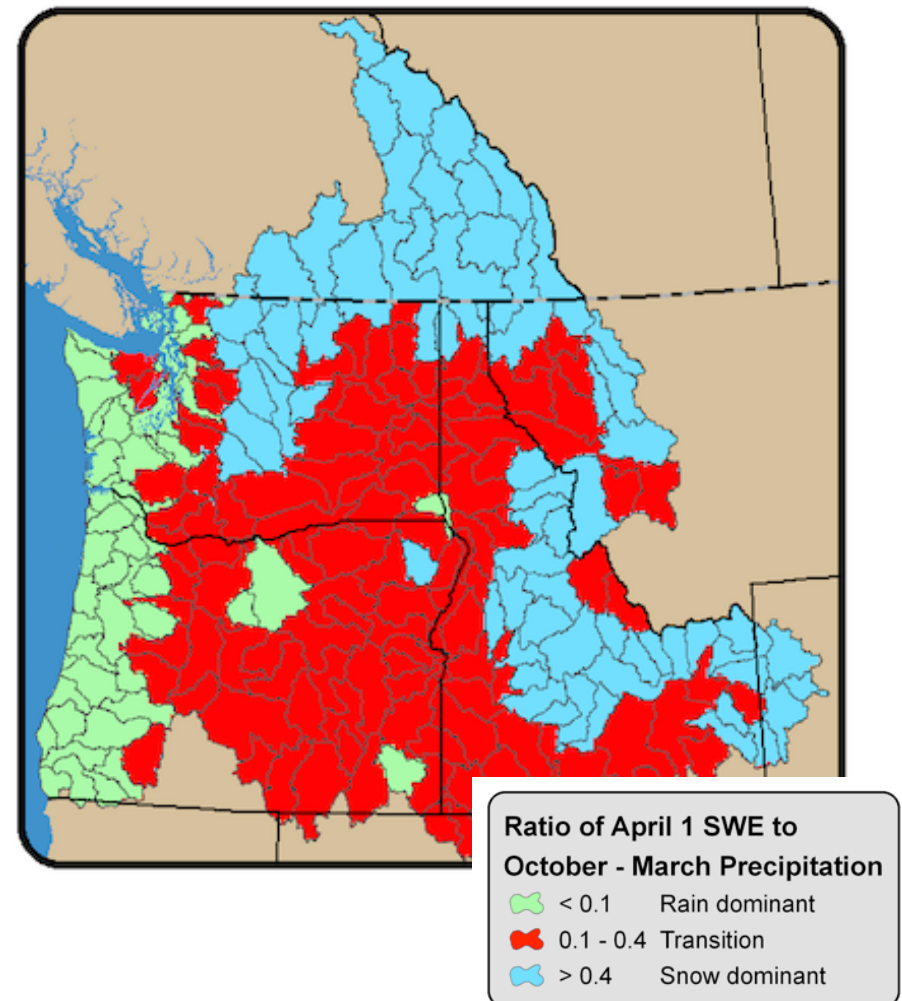 Ratio of April 1 SWE to
October - March Precipitation
< 0.1 Rain dominant
0.1 - 0.4 Transition
> 0.4 Snow dominant